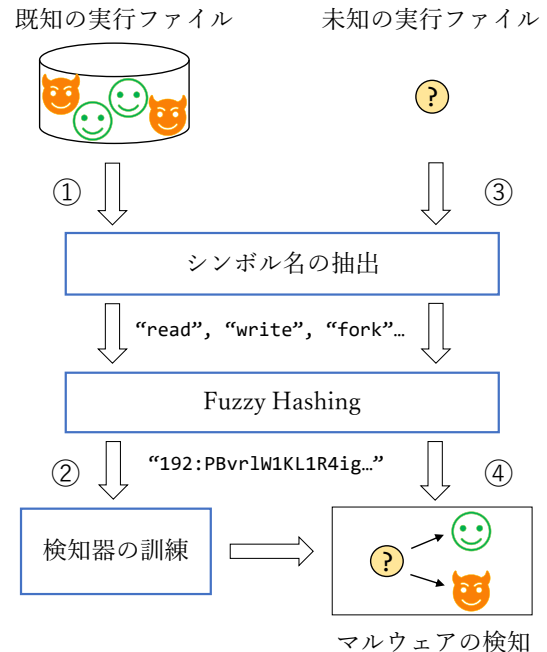 既知の実行ファイル
未知の実行ファイル
?
①
③
シンボル名の抽出
“read”, “write”, “fork”…
Fuzzy Hashing
②
“192:PBvrlW1KL1R4ig…”
④
検知器の訓練
?
マルウェアの検知